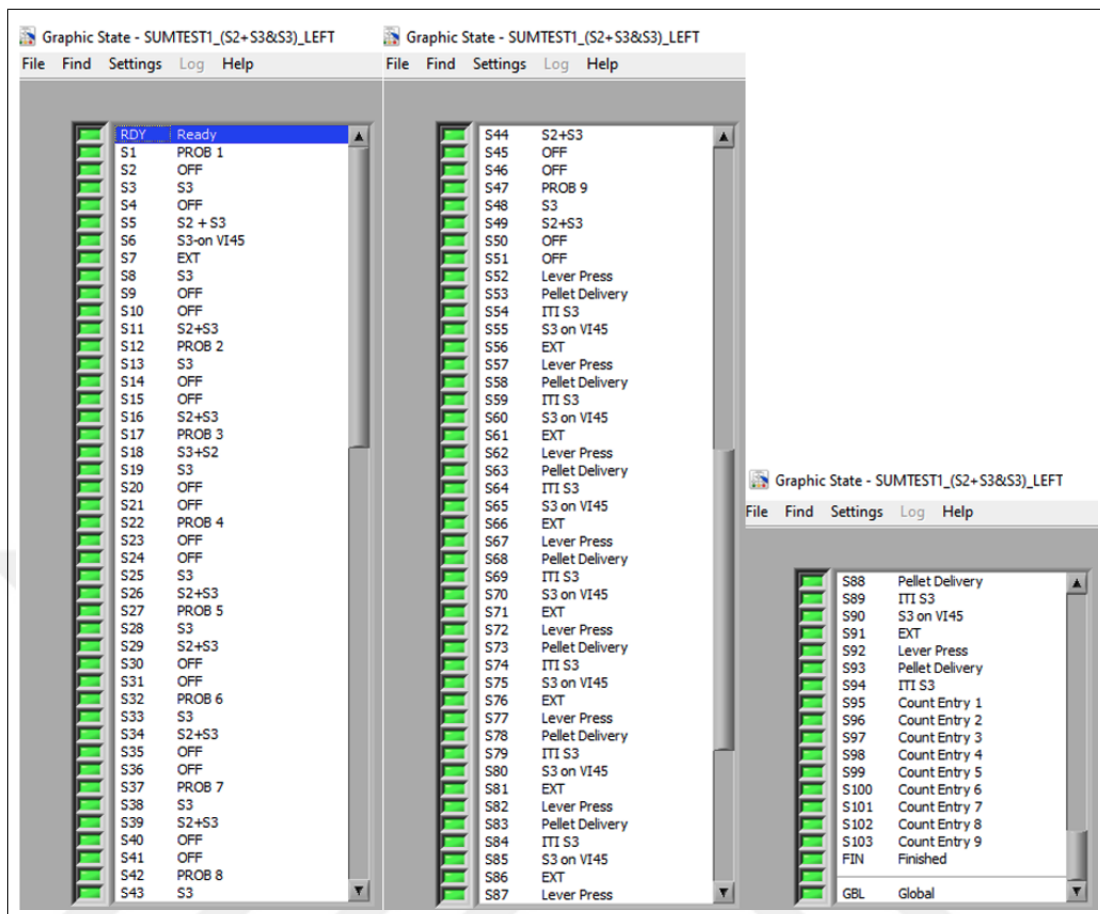 Graphic State - SUMTEST1_(S2+S3&S3)_LEFT
File Find Settings Log Help
RDY Ready
S1 PROB 1
S2 OFF
S3 S3
S4 OFF
S5 S2 + S3
S6 S3-on VI45
S7 EXT
S8 S3
S9 OFF
S10 OFF
S11 S2+S3
S12 PROB 2
S13 S3
S14 OFF
S15 OFF
S16 S2+S3
S17 PROB 3
S18 S3+S2
S19 S3
S20 OFF
S21 OFF
S22 PROB 4
S23 OFF
S24 OFF
S25 S3
S26 S2+S3
S27 PROB 5
S28 S3
S29 S2+S3
S30 OFF
S31 OFF
S32 PROB 6
S33 S3
S34 S2+S3
S35 OFF
S36 OFF
S37 PROB 7
S38 S3
S39 S2+S3
S40 OFF
S41 OFF
S42 PROB 8
S43 S3
Graphic State - SUMTEST1_(S2+S3&S3)_LEFT
File Find Settings Log Help
S44 S2+S3
S45 OFF
S46 OFF
S47 PROB 9
S48 S3
S49 S2+S3
S50 OFF
S51 OFF
S52 Lever Press
S53 Pellet Delivery
S54 ITI S3
S55 S3 on VI45
S56 EXT
S57 Lever Press
S58 Pellet Delivery
S59 ITI S3
S60 S3 on VI45
S61 EXT
S62 Lever Press
S63 Pellet Delivery
S64 ITI S3
S65 S3 on VI45
S66 EXT
S67 Lever Press
S68 Pellet Delivery
S69 ITI S3
S70 S3 on VI45
S71 EXT
S72 Lever Press
S73 Pellet Delivery
S74 ITI S3
S75 S3 on VI45
S76 EXT
S77 Lever Press
S78 Pellet Delivery
S79 ITI S3
S80 S3 on VI45
S81 EXT
S82 Lever Press
S83 Pellet Delivery
S84 ITI S3
S85 S3 on VI45
S86 EXT
S87 Lever Press
Graphic State - SUMTEST1_(S2+S3&S3)_LEFT
File Find Settings Log Help
S88 Pellet Delivery
S89 ITI S3
S90 S3 on VI45
S91 EXT
S92 Lever Press
S93 Pellet Delivery
S94 ITI S3
S95 Count Entry 1
S96 Count Entry 2
S97 Count Entry 3
S98 Count Entry 4
S99 Count Entry 5
S100 Count Entry 6
S101 Count Entry 7
S102 Count Entry 8
S103 Count Entry 9
FIN Finished
GBL Global